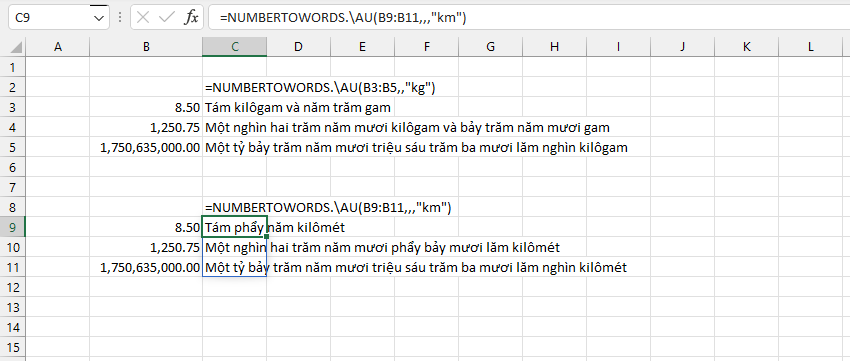 C9 fx =NUMBERTOWORDS.\AU(B9:B11,,,"km")
A B C D E F G H I J K L
1
2 =NUMBERTOWORDS.\AU(B3:B5,,"kg")
3 8.50 Tám kilôgam và năm trăm gam
4 1,250.75 Một nghìn hai trăm năm mươi kilôgam và bảy trăm năm mươi gam
5 1,750,635,000.00 Một tỷ bảy trăm năm mươi triệu sáu trăm ba mươi lăm nghìn kilôgam
6
7
8 =NUMBERTOWORDS.\AU(B9:B11,,,"km")
9 8.50 Tám phẩy năm kilômét
10 1,250.75 Một nghìn hai trăm năm mươi phẩy bảy mươi lăm kilômét
11 1,750,635,000.00 Một tỷ bảy trăm năm mươi triệu sáu trăm ba mươi lăm nghìn kilômét
12
13
14
15